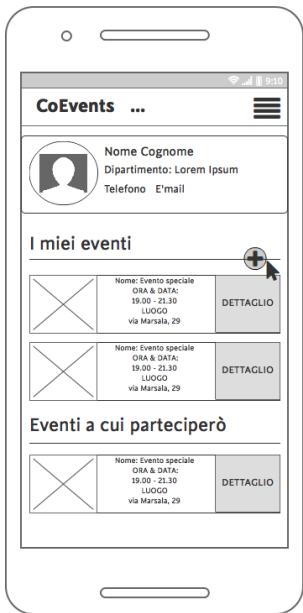 9:10
CoEvents ...
Nome Cognome
Dipartimento: Lorem Ipsum
Telefono E'mail
I miei eventi
Nome: Evento speciale
ORA & DATA:
19.00 - 21.30
LUOGO
via Marsala, 29
DETTAGLIO
Nome: Evento speciale
ORA & DATA:
19.00 - 21.30
LUOGO
via Marsala, 29
DETTAGLIO
Eventi a cui parteciperò
Nome: Evento speciale
ORA & DATA:
19.00 - 21.30
LUOGO
via Marsala, 29
DETTAGLIO